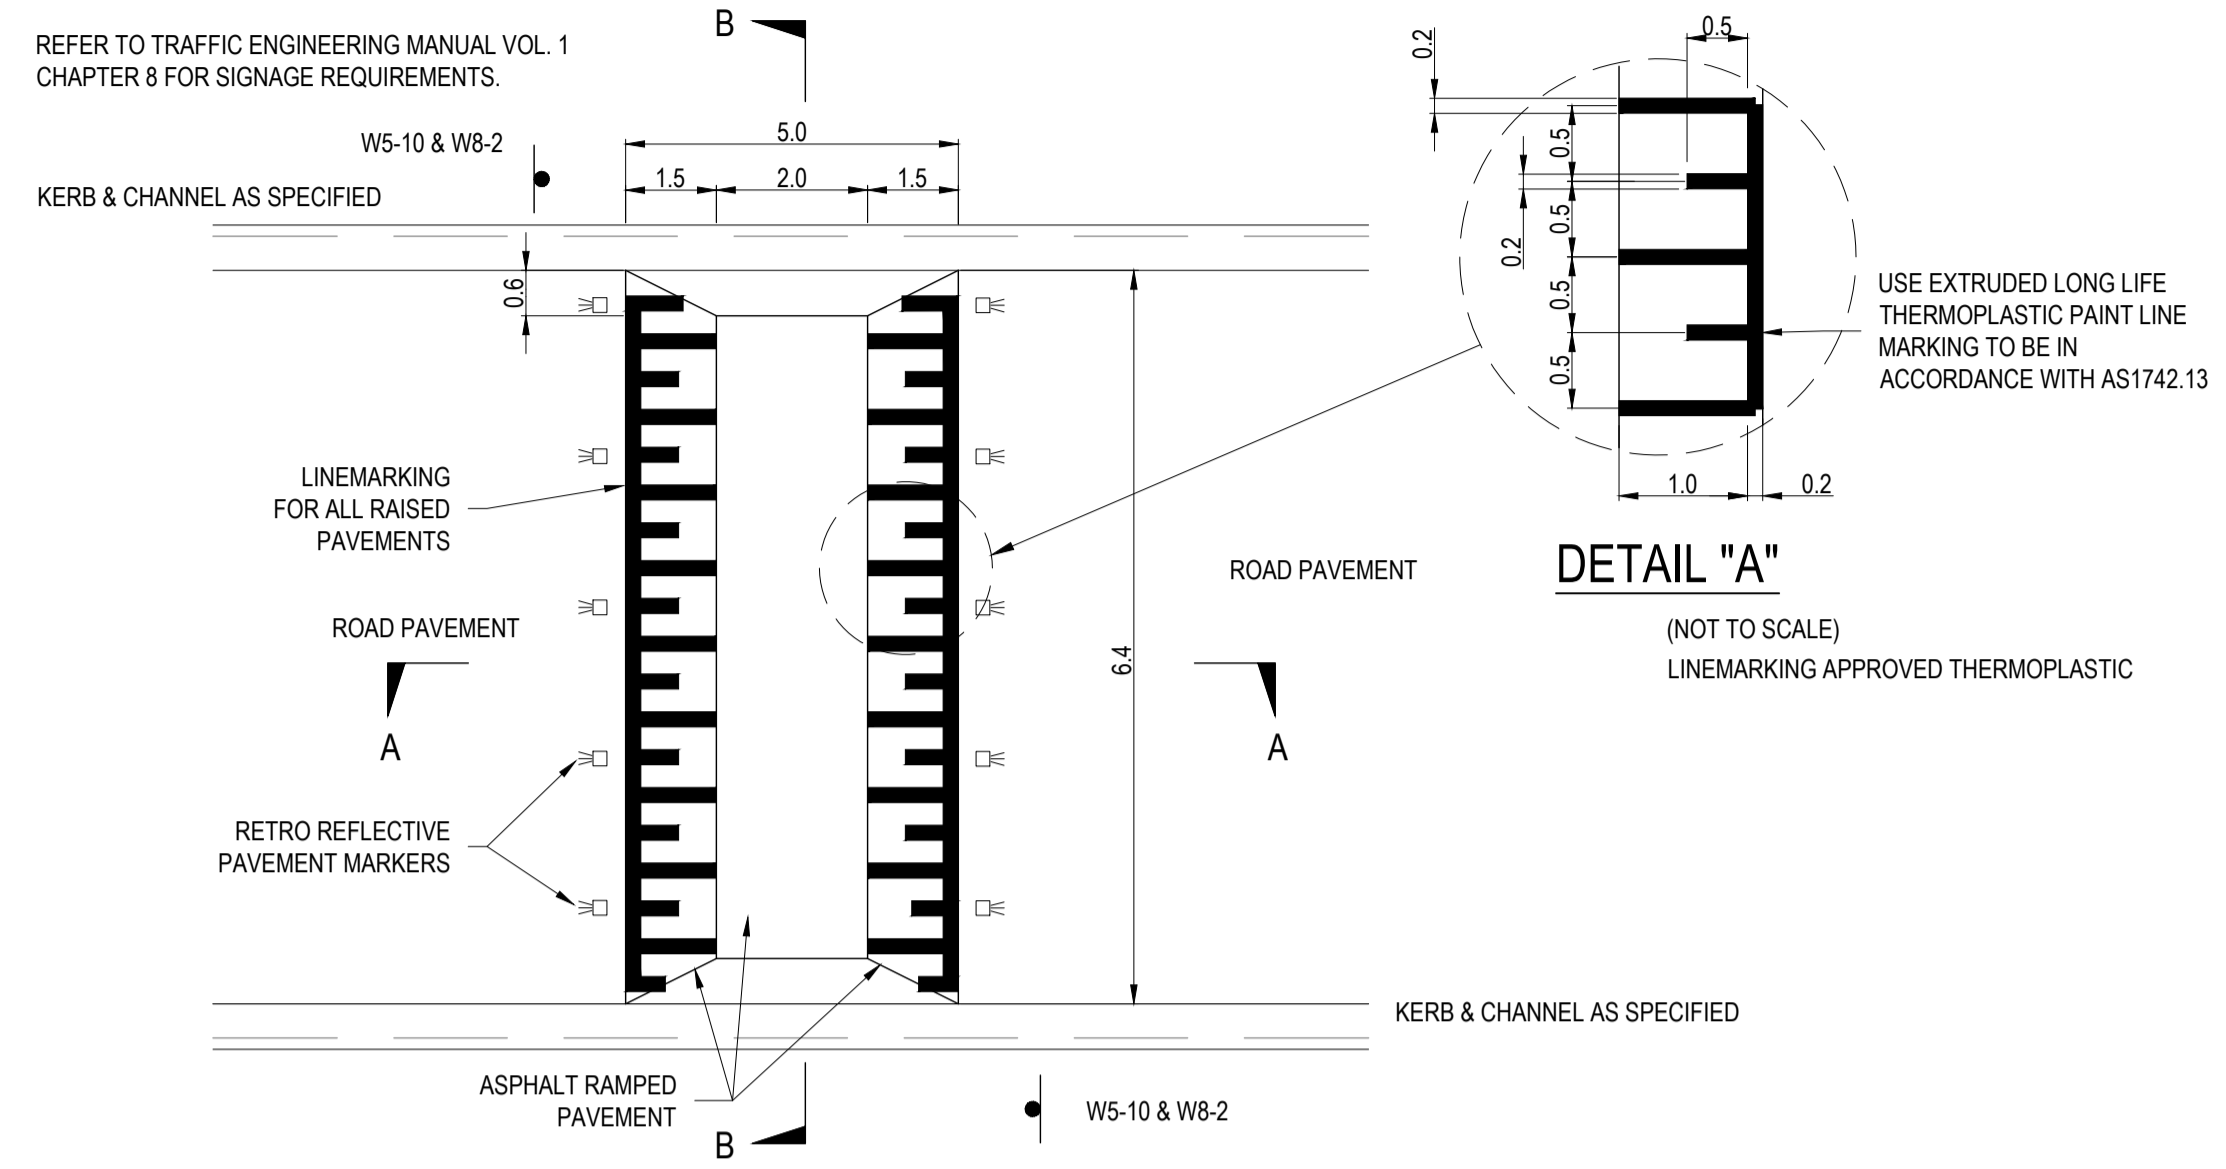 B
REFER TO TRAFFIC ENGINEERING MANUAL VOL. 1
CHAPTER 8 FOR SIGNAGE REQUIREMENTS.
W5-10 & W8-2
KERB & CHANNEL AS SPECIFIED
5.0
1.5
2.0
1.5
0.6
LINEMARKING
FOR ALL RAISED
PAVEMENTS
ROAD PAVEMENT
A
RETRO REFLECTIVE
PAVEMENT MARKERS
6.4
ROAD PAVEMENT
A
KERB & CHANNEL AS SPECIFIED
ASPHALT RAMPED
PAVEMENT
B
W5-10 & W8-2
0.5
0.2
0.5
0.5
0.2
0.5
0.5
1.0
0.2
USE EXTRUDED LONG LIFE
THERMOPLASTIC PAINT LINE
MARKING TO BE IN
ACCORDANCE WITH AS1742.13
DETAIL "A"
(NOT TO SCALE)
LINEMARKING APPROVED THERMOPLASTIC